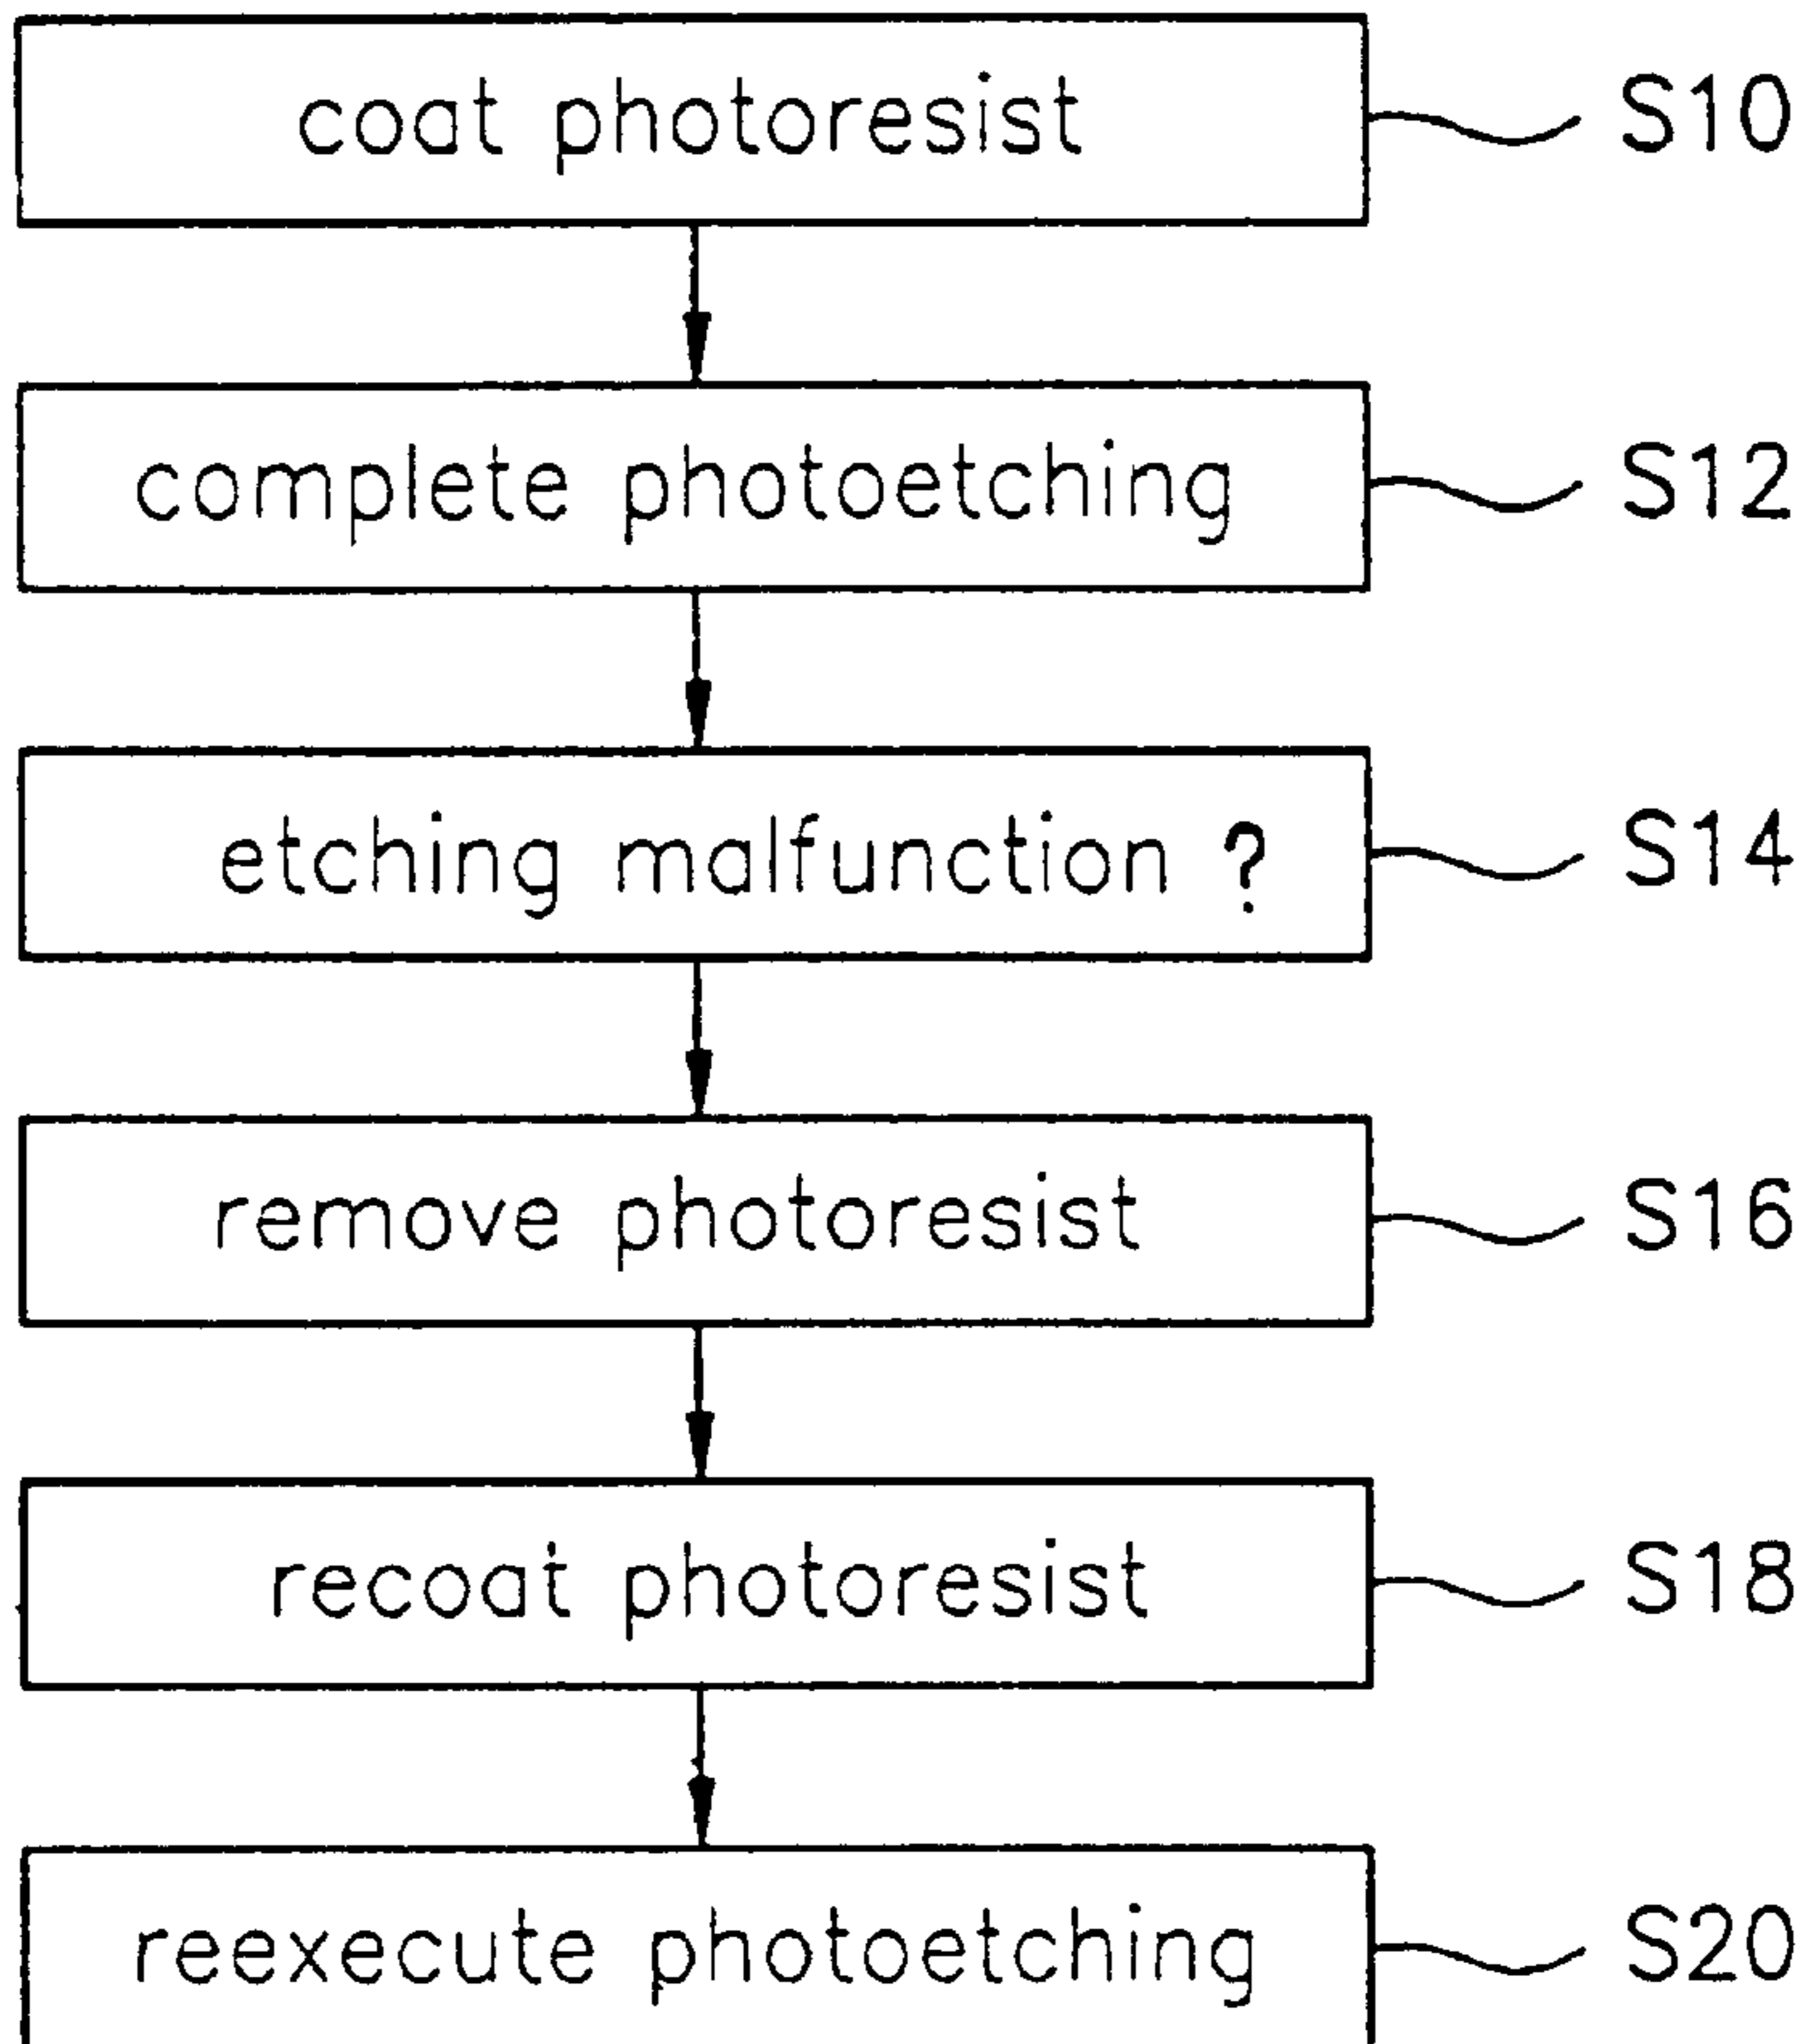 coat photoresist S10
complete photoetching S12
etching malfunction ? S14
remove photoresist S16
recoat photoresist S18
reexecute photoetching S20